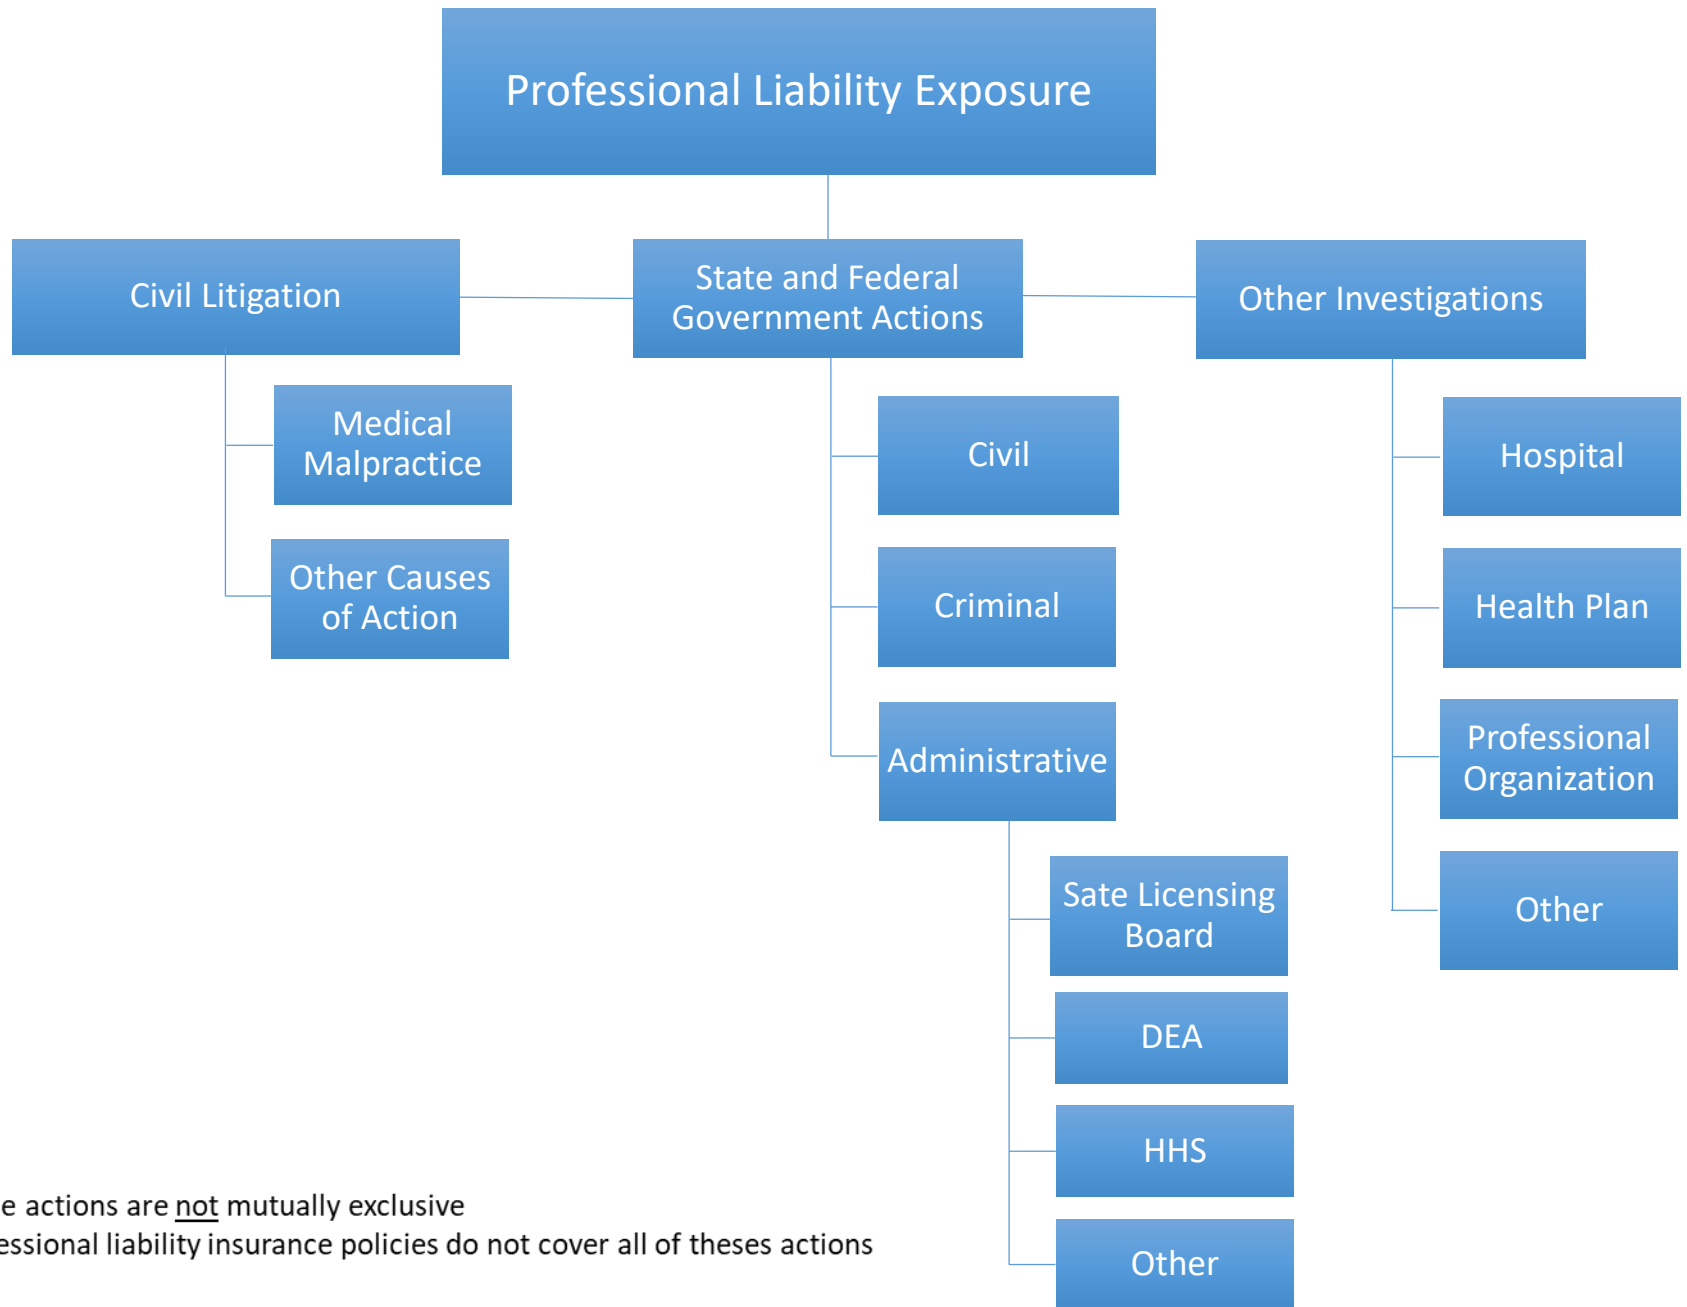 Professional Liability Exposure
Civil Litigation
State and Federal
Government Actions
Other Investigations
Medical
Malpractice
Other Causes
of Action
Civil
Criminal
Administrative
Sate Licensing
Board
DEA
HHS
Other
Hospital
Health Plan
Professional
Organization
Other
e actions are not mutually exclusive
essional liability insurance policies do not cover all of theses actions